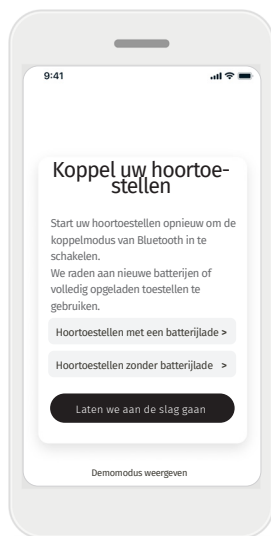 9:41
Koppel uw hoortoe-
stellen
Start uw hoortoestellen opnieuw om de
koppelmodus van Bluetooth in te
schakelen.
We raden aan nieuwe batterijen of
volledig opgeladen toestellen te
gebruiken.
Hoortoestellen met een batterijlade >
Hoortoestellen zonder batterijlade >
Laten we aan de slag gaan
Demomodus weergeven